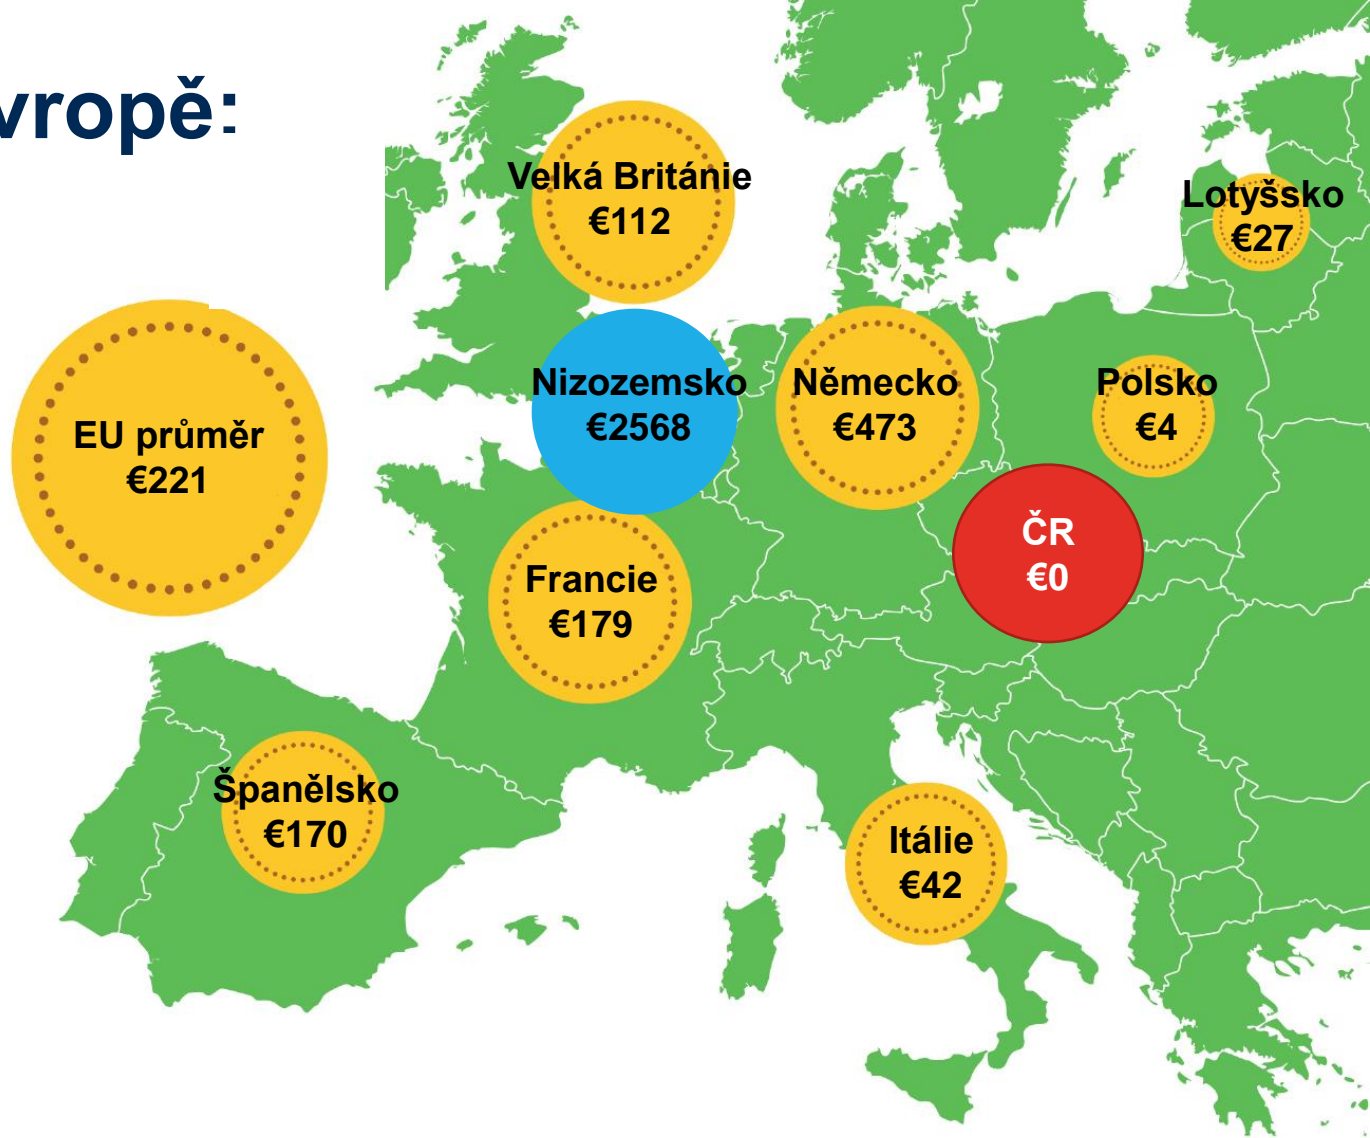 vropě:
Velká Británie
€112
Lotyšsko
€27
Nizozemsko
€2568
Německo
€473
Polsko
€4
EU průměr
€221
ČR
€0
Francie
€179
Španělsko
€170
Itálie
€42